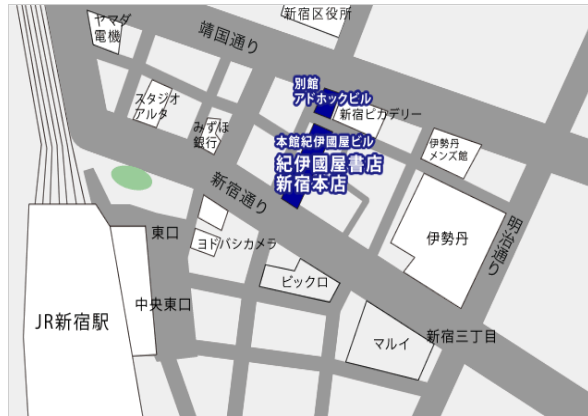 ヤマダ
電機
新宿区役所
靖国通り
別館
アドホックビル
新宿ピカデリー
スタジオ
アルタ
みずほ
銀行
本館紀伊國屋ビル
紀伊國屋書店
新宿本店
伊勢丹
メンズ館
新宿通り
明治通り
伊勢丹
東口
ヨドバシカメラ
ビックロ
中央東口
JR新宿駅
新宿三丁目
マルイ